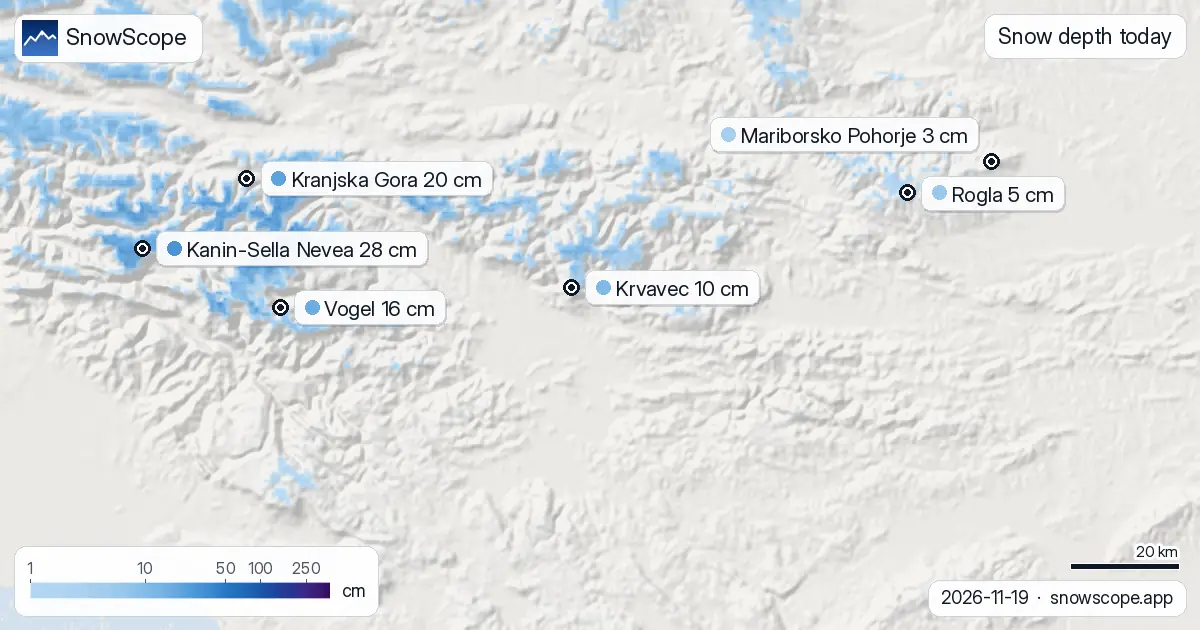 SnowScope
Snow depth today
Mariborsko Pohorje 3 cm
Kranjska Gora 20 cm
Rogla 5 cm
Kanin-Sella Nevea 28 cm
Krvavec 10 cm
Vogel 16 cm
1 10 50 100 250
cm
20 km
2026-11-19 · snowscope.app